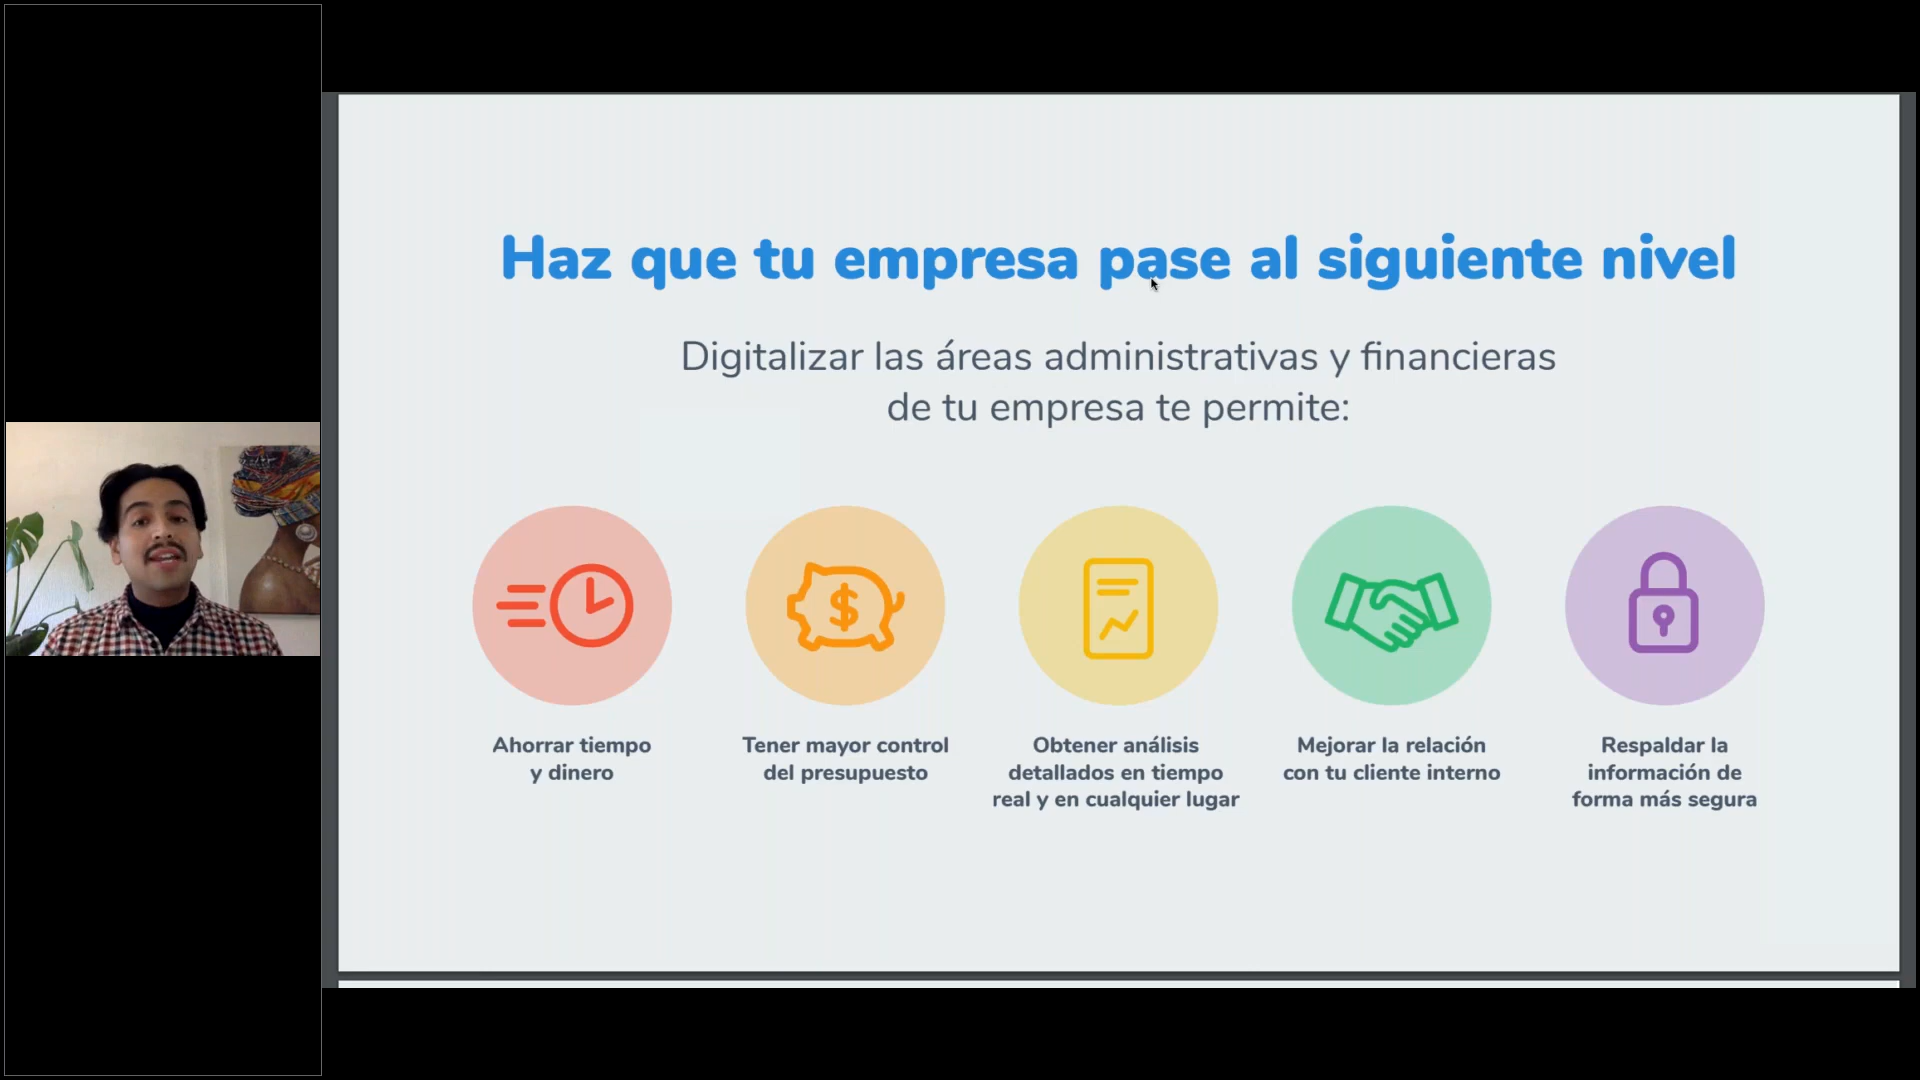 Haz que tu empresa pase al siguiente nivel
Digitalizar las áreas administrativas y financieras
de tu empresa te permite:
$
Ahorrar tiempo
y dinero
Tener mayor control
del presupuesto
Obtener análisis
detallados en tiempo
real y en cualquier lugar
Mejorar la relación
con tu cliente interno
Respaldar la
información de
forma más segura